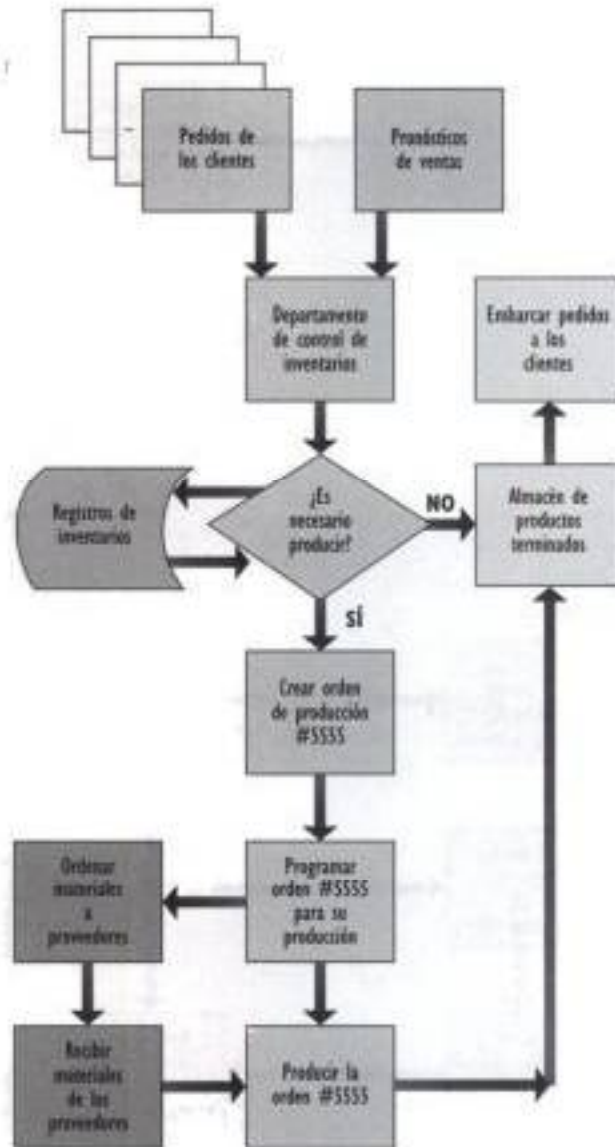 Pedidos de
los clientes
Pronósticos
de ventas
Departamento
de control de
inventarios
Embarcar pedidos
a los
clientes
Registros de
inventarios
¿Es
necesario
producir?
NO
Almacén de
productos
terminados
SÍ
Crear orden
de producción
#5555
Ordenar
materiales
a
proveedores
Programar
orden #5555
para su
producción
Recibir
materiales
de los
proveedores
Producir la
orden #5555